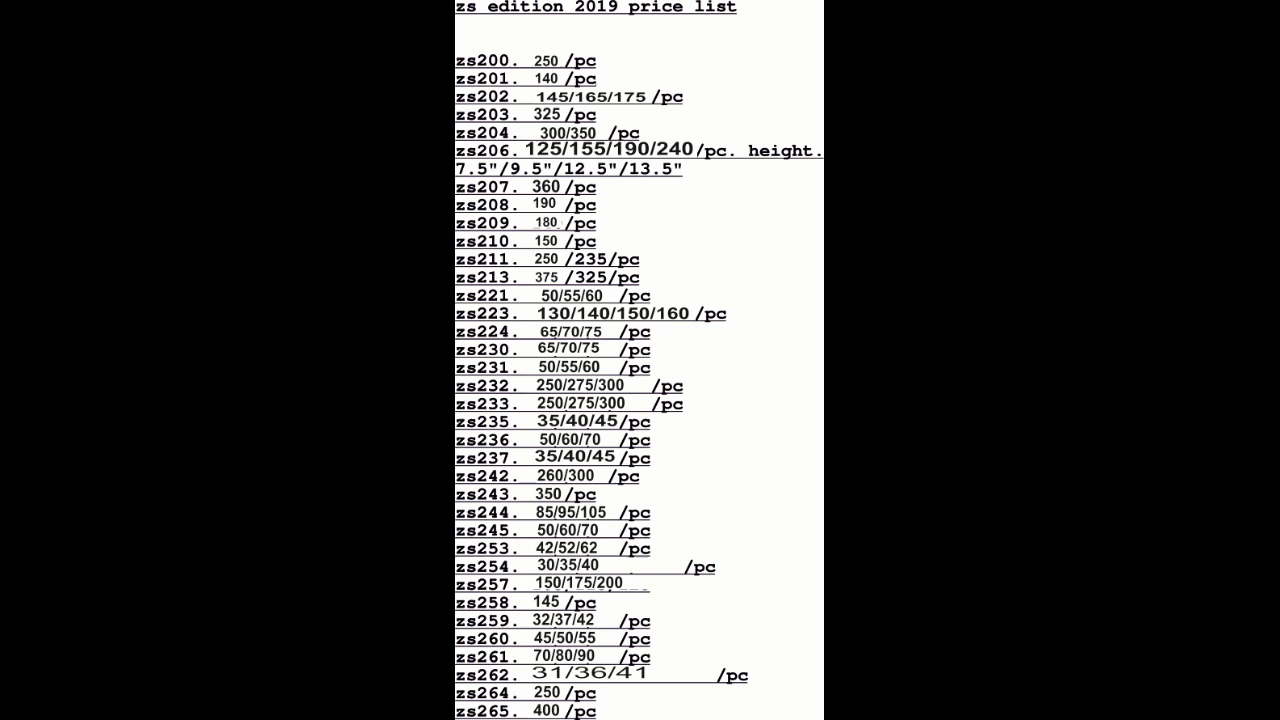 zs edition 2019 price list
zs200. 250 /pc
zs201. 140 /pc
zs202. 145/165/175 /pc
zs203. 325 /pc
zs204. 300/350 /pc
zs206. 125/155/190/240/pc. height.
7.5"/9.5"/12.5"/13.5"
zs207. 360 /pc
zs208. 190 /pc
zs209. 180 /pc
zs210. 150 /pc
zs211. 250 /235/pc
zs213. 375 /325/pc
zs221. 50/55/60 /pc
zs223. 130/140/150/160 /pc
zs224. 65/70/75 /pc
zs230. 65/70/75 /pc
zs231. 50/55/60 /pc
zs232. 250/275/300 /pc
zs233. 250/275/300 /pc
zs235. 35/40/45/pc
zs236. 50/60/70 /pc
zs237. 35/40/45 /pc
zs242. 260/300 /pc
zs243. 350 /pc
zs244. 85/95/105 /pc
zs245. 50/60/70 /pc
zs253. 42/52/62 /pc
zs254. 30/35/40 /pc
zs257. 150/175/200
zs258. 145 /pc
zs259. 32/37/42 /pc
zs260. 45/50/55 /pc
zs261. 70/80/90 /pc
zs262. 31/36/41 /pc
zs264. 250 /pc
zs265. 400 /pc